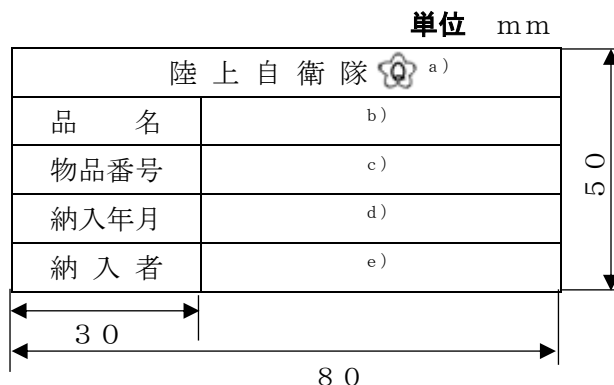 単位 ｍｍ
陸上自衛隊 Q a)
品　名 b)
物品番号 c)
納入年月 d)
納入者 e)
５０
３０
８０